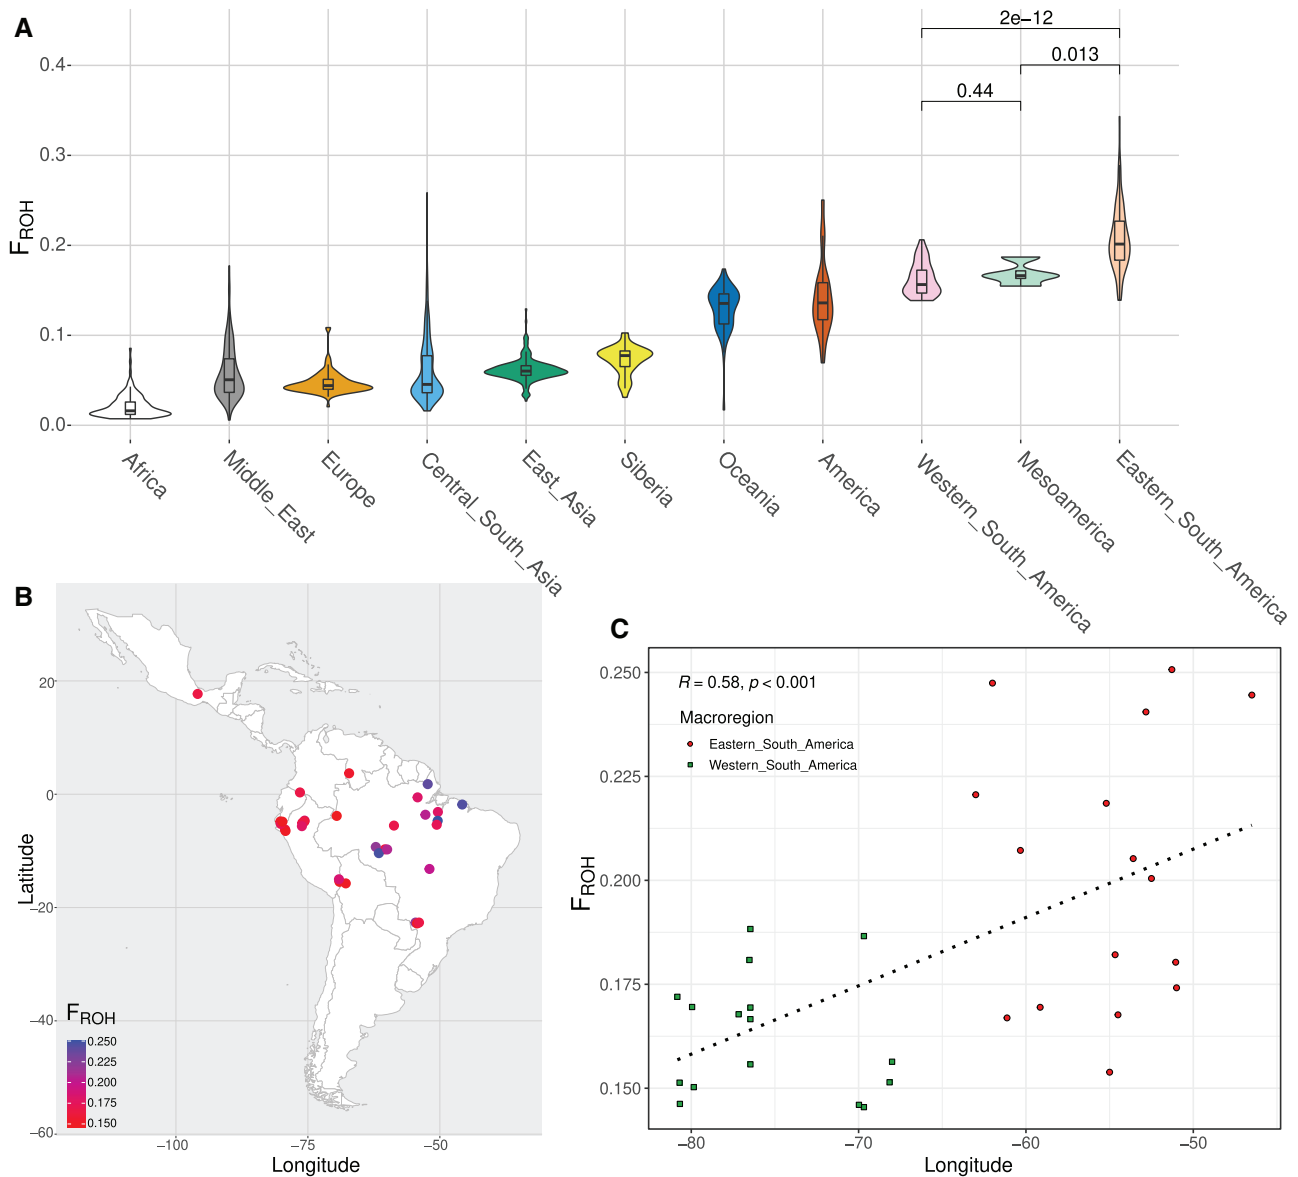 A
2e−12
0.013
0.44
0.4
0.3
0.2
0.1
0.0
FROH
Africa
Middle_East
Europe
Central_South_Asia
East_Asia
Siberia
Oceania
America
Western_South_America
Mesoamerica
Eastern_South_America
B
20
0
−20
−40
−60
Latitude
FROH
0.250
0.225
0.200
0.175
0.150
−100
−75
−50
Longitude
C
R = 0.58, p < 0.001
Macroregion
Eastern_South_America
Western_South_America
0.250
0.225
0.200
0.175
0.150
FROH
−80
−70
−60
−50
Longitude